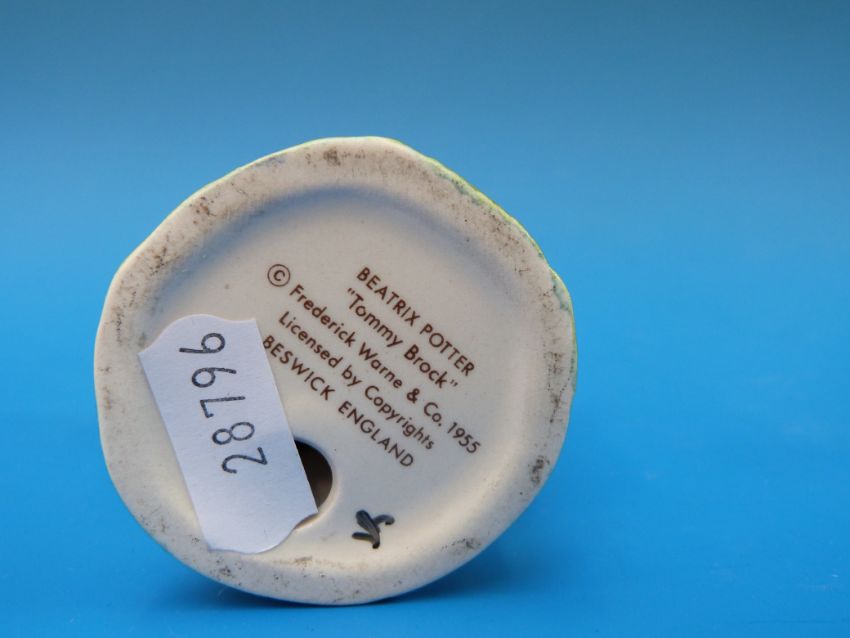 BEATRIX POTTER
"Tommy Brock"
© Frederick Warne & Co. 1955
Licensed by Copyrights
BESWICK ENGLAND
28796